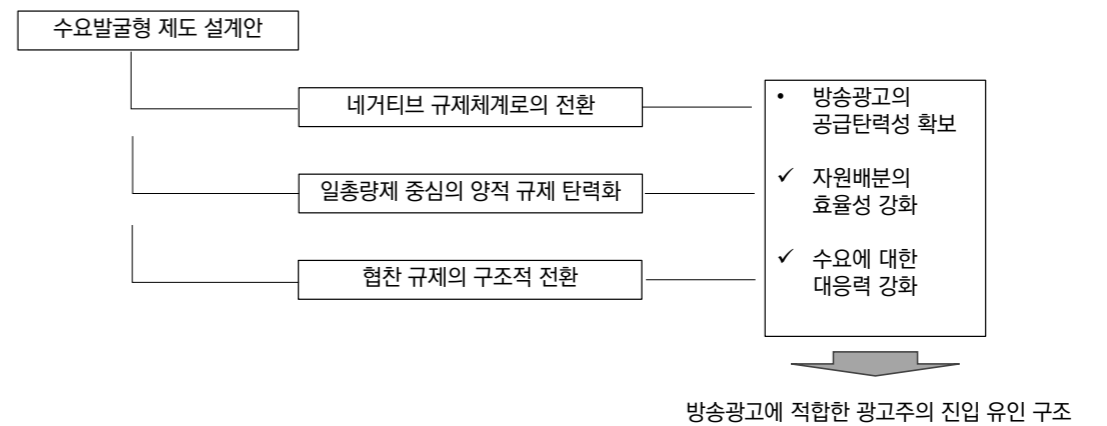 수요발굴형 제도 설계안
네거티브 규제체계로의 전환
일총량제 중심의 양적 규제 탄력화
협찬 규제의 구조적 전환
• 방송광고의
공급탄력성 확보
✓ 자원배분의
효율성 강화
✓ 수요에 대한
대응력 강화
방송광고에 적합한 광고주의 진입 유인 구조